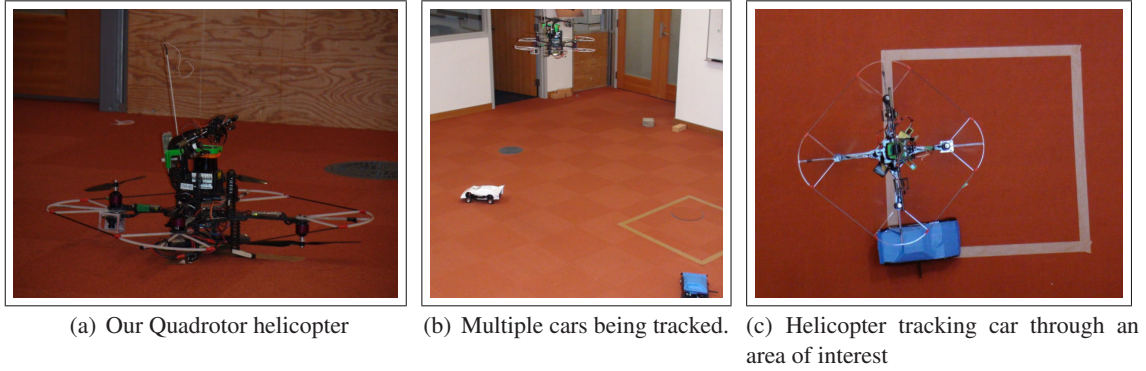 (a) Our Quadrotor helicopter
(b) Multiple cars being tracked.
(c) Helicopter tracking car through an
area of interest